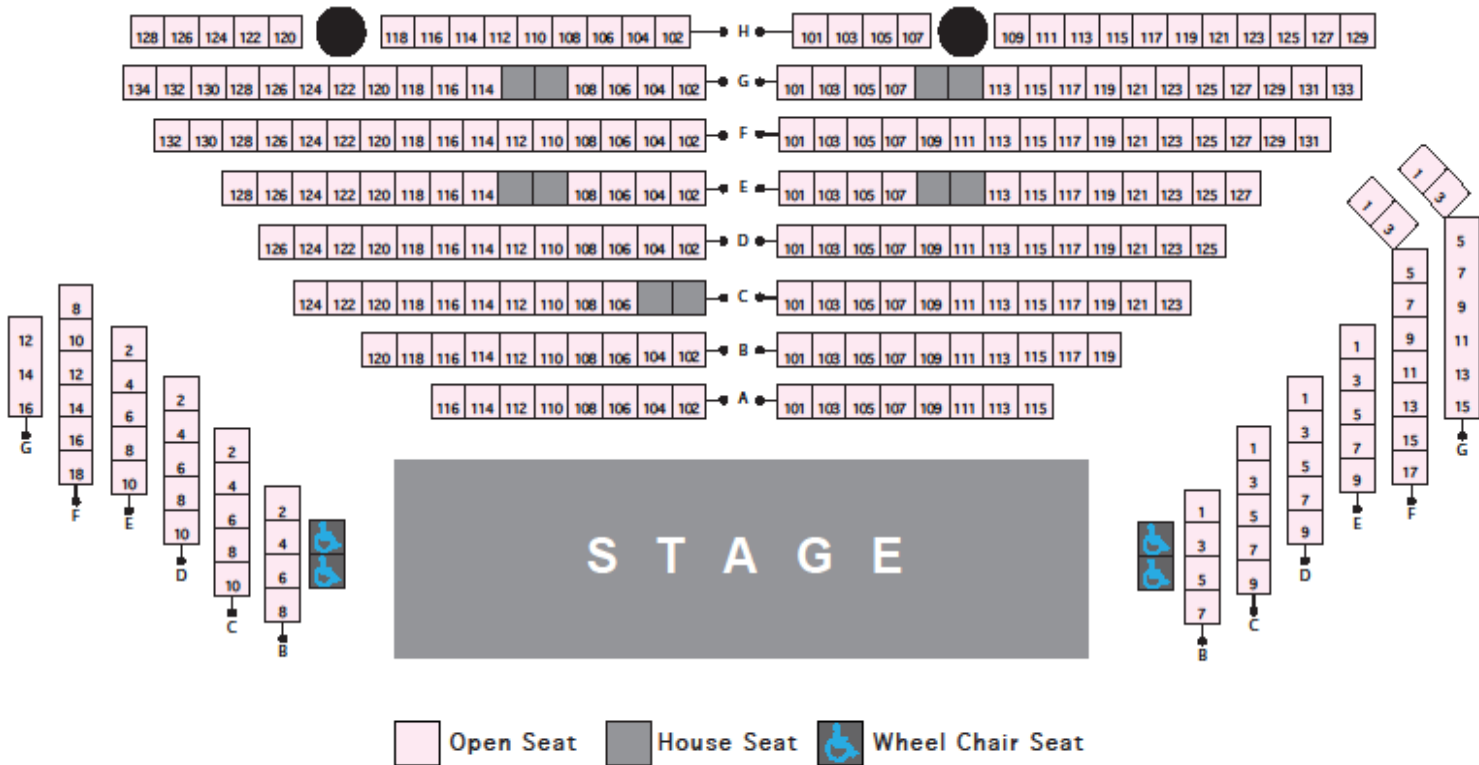 128 126 124 122 120 118 116 114 112 110 108 106 104 102 H 101 103 105 107 109 111 113 115 117 119 121 123 125 127 129
134 132 130 128 126 124 122 120 118 116 114 108 106 104 102 G 101 103 105 107 113 115 117 119 121 123 125 127 129 131 133
132 130 128 126 124 122 120 118 116 114 112 110 108 106 104 102 F 101 103 105 107 109 111 113 115 117 119 121 123 125 127 129 131
128 126 124 122 120 118 116 114 108 106 104 102 E 101 103 105 107 113 115 117 119 121 123 125 127
126 124 122 120 118 116 114 112 110 108 106 104 102 D 101 103 105 107 109 111 113 115 117 119 121 123 125
124 122 120 118 116 114 112 110 108 106 C 101 103 105 107 109 111 113 115 117 119 121 123
120 118 116 114 112 110 108 106 104 102 B 101 103 105 107 109 111 113 115 117 119
116 114 112 110 108 106 104 102 A 101 103 105 107 109 111 113 115
12
14
16
G
8
10
12
14
16
18
F
2
4
6
8
10
E
2
4
6
8
10
D
2
4
6
8
10
C
2
4
6
8
B
STAGE
1
3
5
7
B
1
3
5
7
9
C
1
3
5
7
9
D
1
3
5
7
9
E
1
3
5
7
9
11
13
15
17
F
1
3
5
7
9
11
13
15
G
Open Seat House Seat Wheel Chair Seat